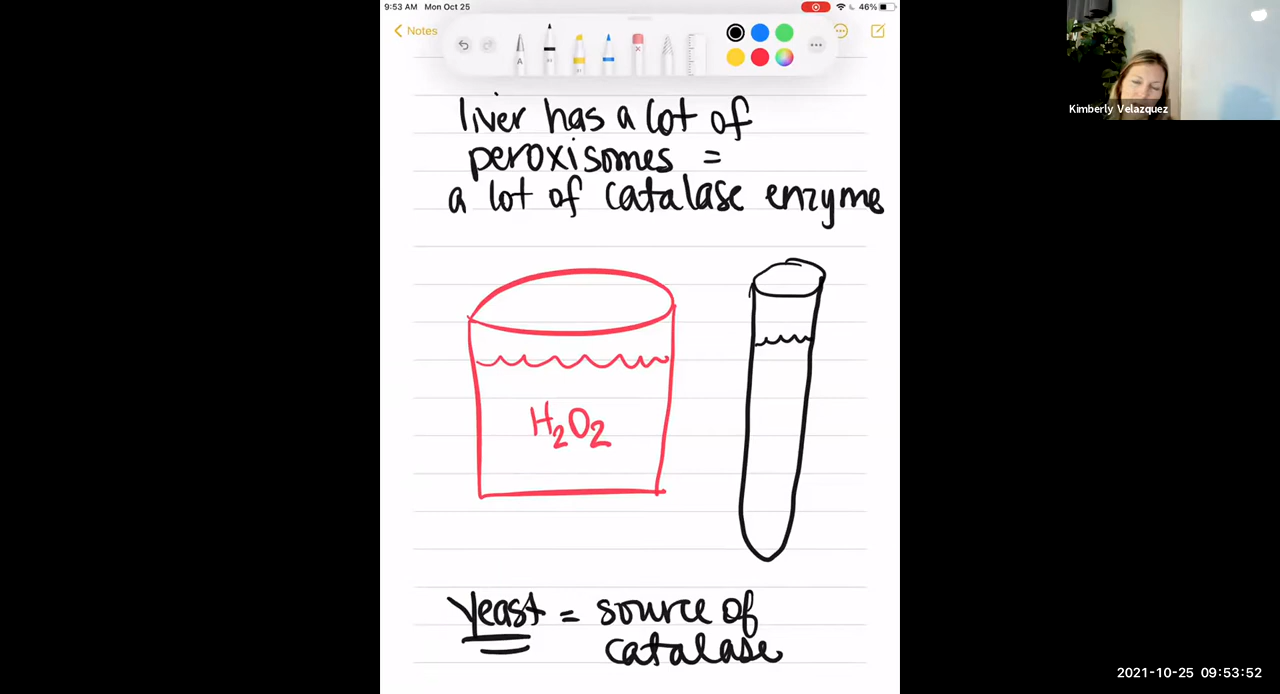 9:53 AM Mon Oct 25
46%
Notes
A
Kimberly Velazquez
liver has a lot of
peroxisomes =
a lot of catalase enzyme
H2O2
Yeast = source of
catalase
2021-10-25 09:53:52